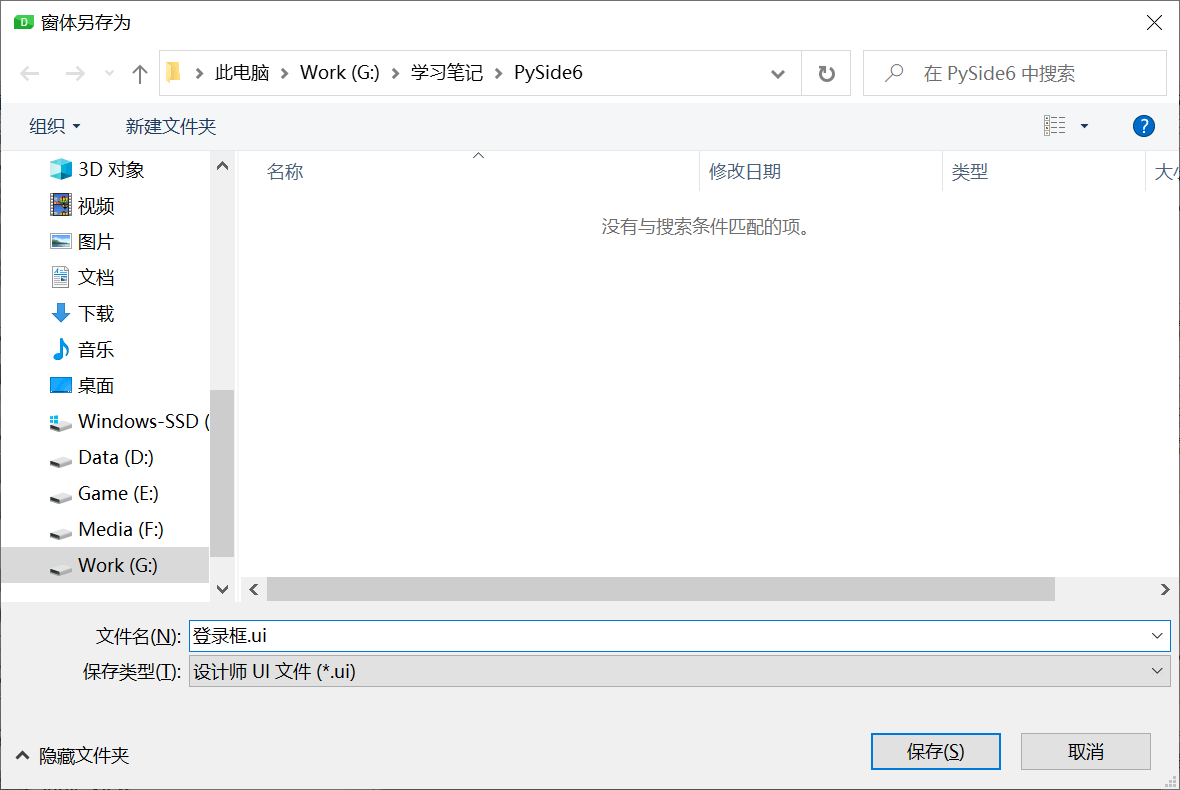 窗体另存为
此电脑 > Work (G:) > 学习笔记 > PySide6
在 PySide6 中搜索
组织
新建文件夹
3D 对象
视频
图片
文档
下载
音乐
桌面
Windows-SSD (
Data (D:)
Game (E:)
Media (F:)
Work (G:)
名称
修改日期
类型
大小
没有与搜索条件匹配的项。
文件名(N): 登录框.ui
保存类型(T): 设计师 UI 文件 (*.ui)
隐藏文件夹
保存(S)
取消